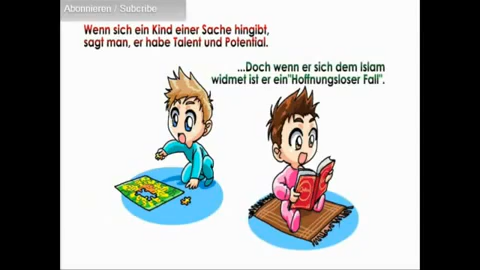 Abonnieren / Subcribe
Wenn sich ein Kind einer Sache hingibt,
sagt man, er habe Talent und Potential.
...Doch wenn er sich dem Islam
widmet ist er ein"Hoffnungsloser Fall".